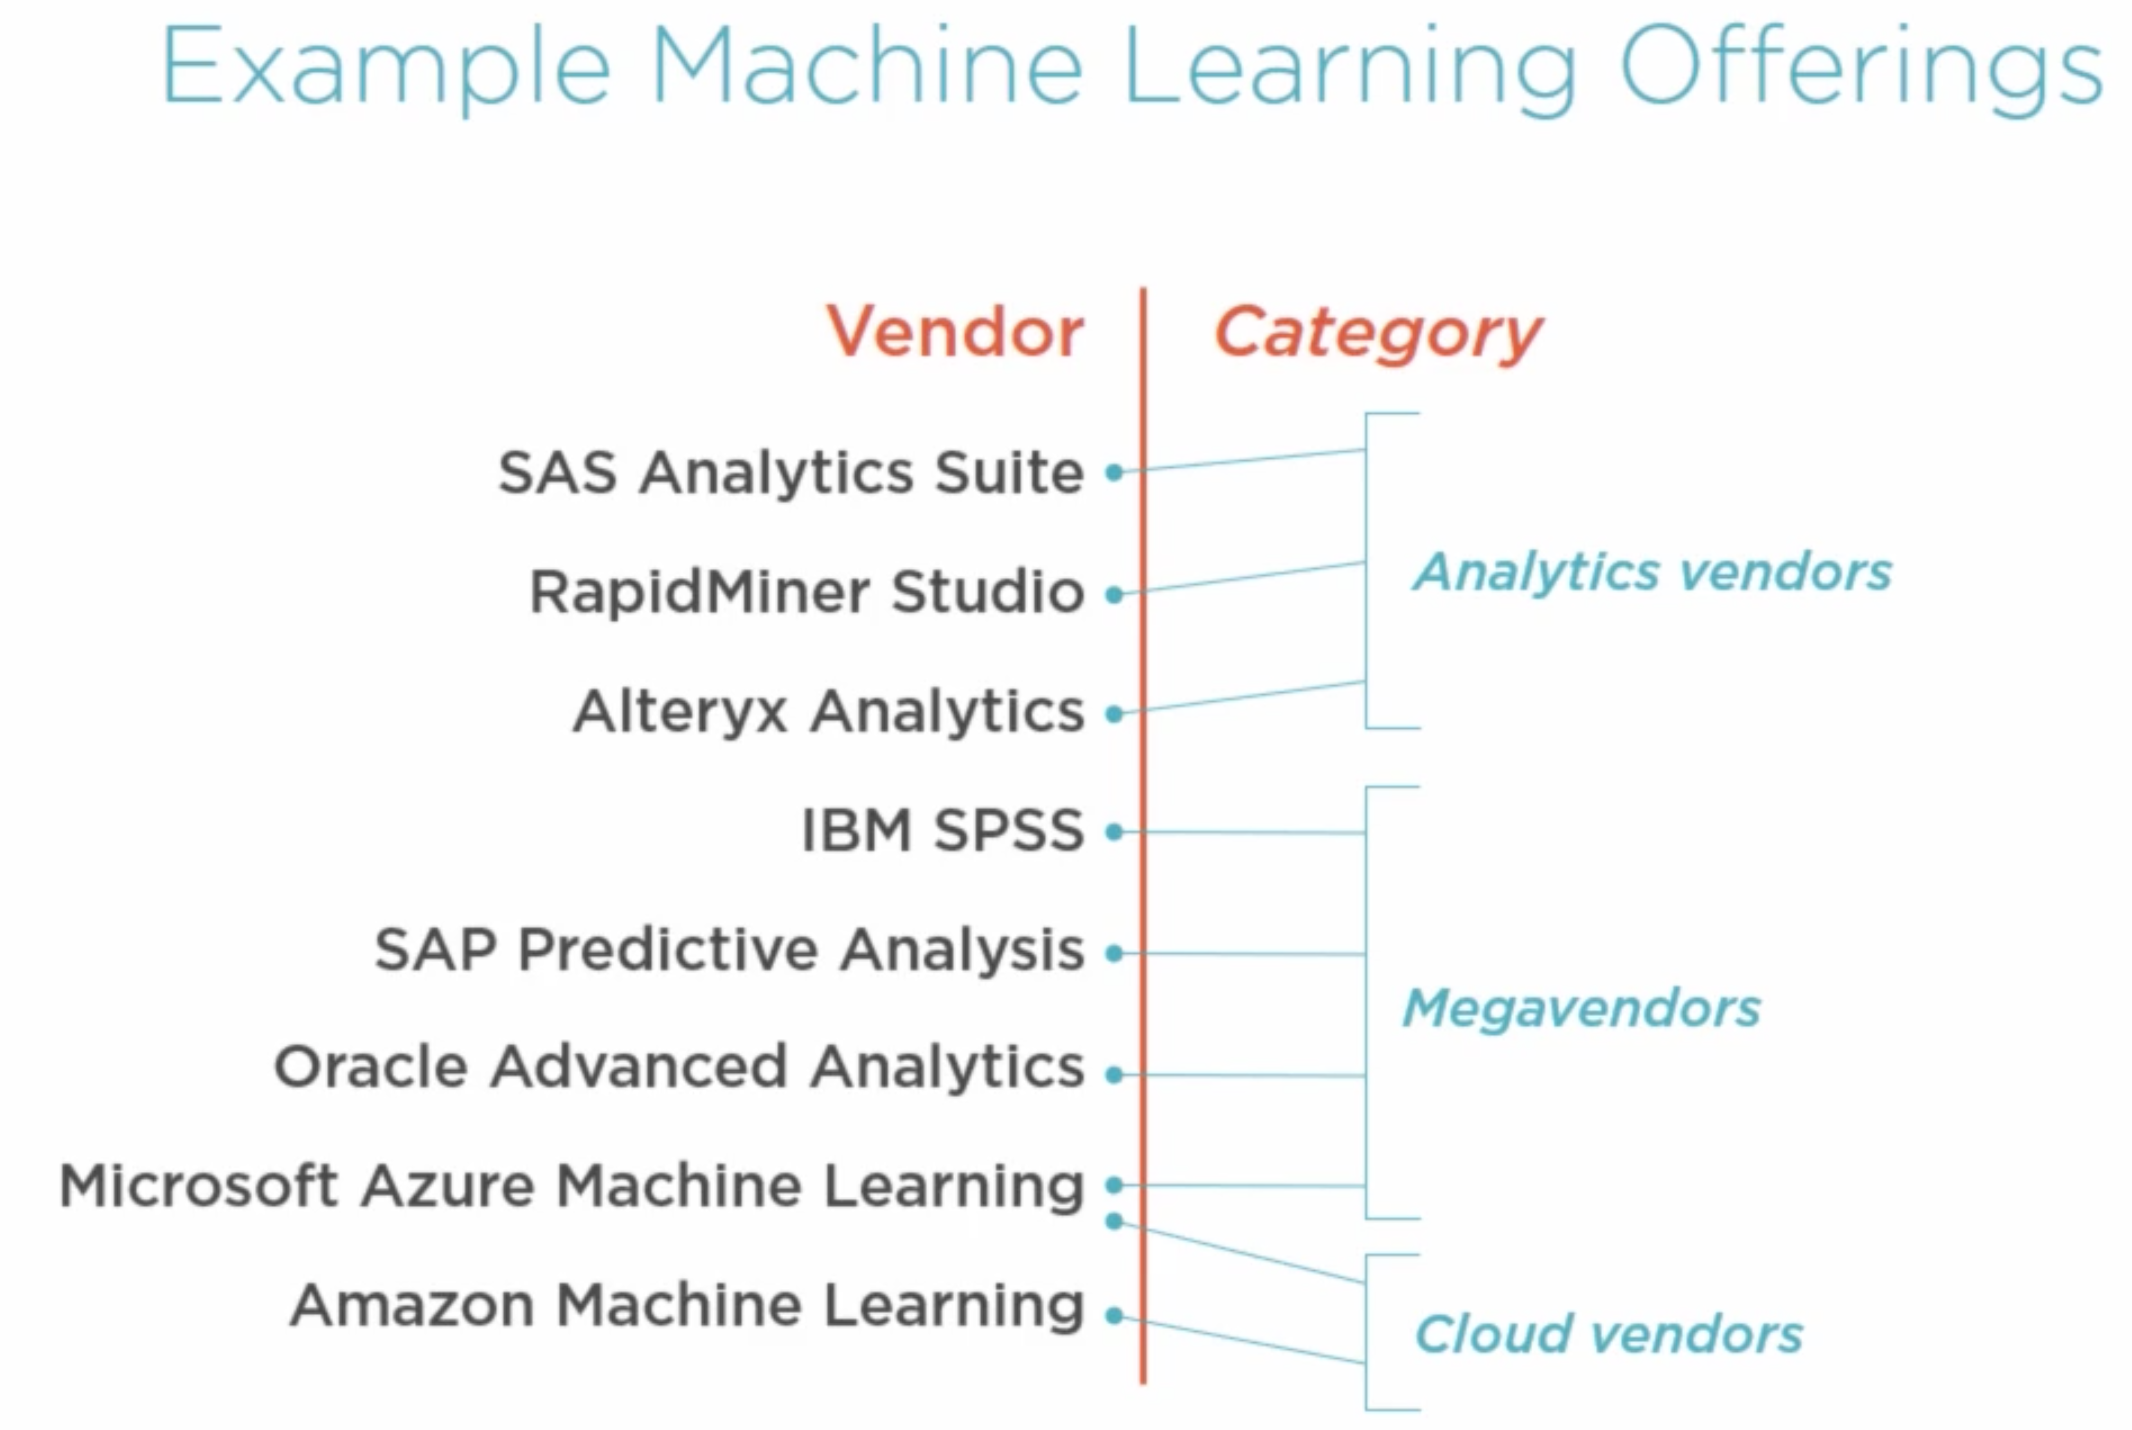 Example Machine Learning Offerings
Vendor
Category
SAS Analytics Suite
RapidMiner Studio
Alteryx Analytics
Analytics vendors
IBM SPSS
SAP Predictive Analysis
Oracle Advanced Analytics
Microsoft Azure Machine Learning
Megavendors
Amazon Machine Learning
Cloud vendors